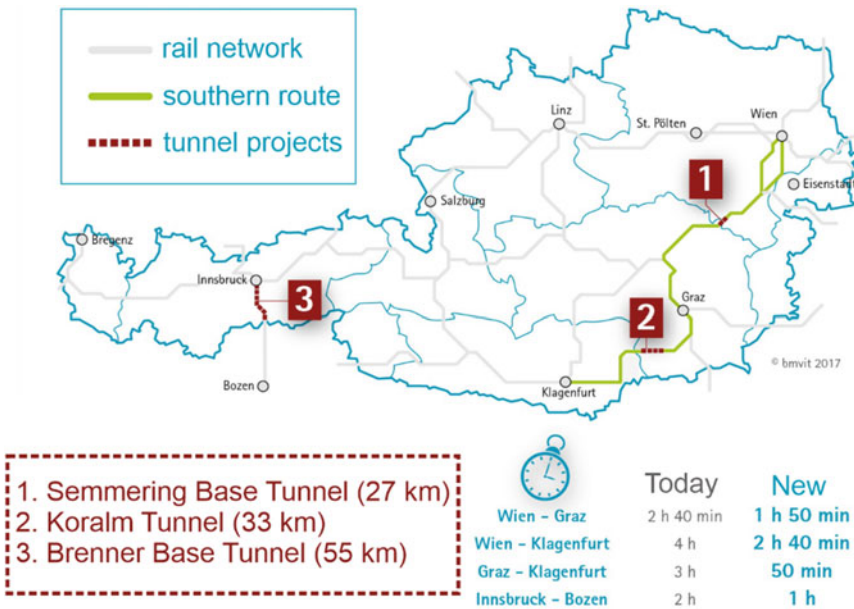 rail network
southern route
tunnel projects
Linz
St. Pölten
Wien
1
Eisenstadt
Salzburg
Bregenz
Innsbruck
3
2
Graz
© bmvit 2017
Bozen
Klagenfurt
1. Semmering Base Tunnel (27 km)
2. Koralm Tunnel (33 km)
3. Brenner Base Tunnel (55 km)
Today New
Wien – Graz 2 h 40 min 1 h 50 min
Wien – Klagenfurt 4 h 2 h 40 min
Graz – Klagenfurt 3 h 50 min
Innsbruck – Bozen 2 h 1 h